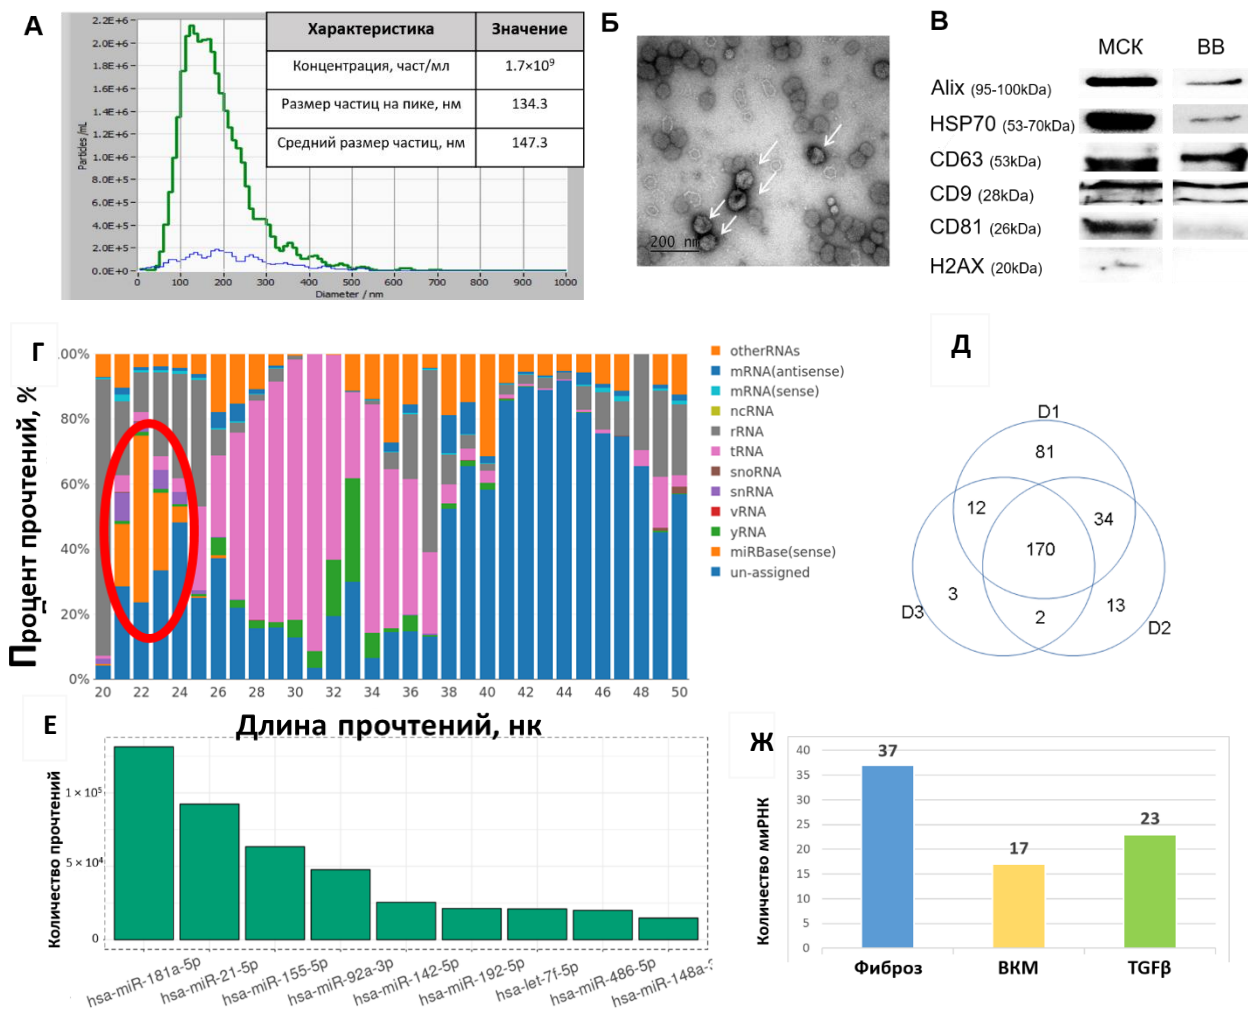 А
2.2E+6
2.0E+6
1.8E+6
1.6E+6
1.4E+6
1.2E+6
1.0E+6
8.0E+5
6.0E+5
4.0E+5
2.0E+5
0.0E+0
Particles /mL
0 100 200 300 400 500 600 700 800 900 1000
Diameter / nm
Характеристика Значение
Концентрация, част/мл 1.7×10⁹
Размер частиц на пике, нм 134.3
Средний размер частиц, нм 147.3
Б
200 nm
В
МСК ВВ
Alix (95-100kDa)
HSP70 (53-70kDa)
CD63 (53kDa)
CD9 (28kDa)
CD81 (26kDa)
H2AX (20kDa)
Г
Процент прочтений, %
00%
80%
60%
40%
20%
0%
20 22 24 26 28 30 32 34 36 38 40 42 44 46 48 50
Длина прочтений, нк
otherRNAs
mRNA(antisense)
mRNA(sense)
ncRNA
rRNA
tRNA
snoRNA
snRNA
vRNA
yRNA
miRBase(sense)
un-assigned
Д
D1
81
12
34
170
3
2
13
D3
D2
Е
Количество прочтений
1 × 10⁵
5 × 10⁴
0
hsa-miR-181a-5p
hsa-miR-21-5p
hsa-miR-155-5p
hsa-miR-92a-3p
hsa-miR-142-5p
hsa-miR-192-5p
hsa-let-7f-5p
hsa-miR-486-5p
hsa-miR-148a-3
Ж
Количество миРНК
40
35
30
25
20
15
10
5
0
37
17
23
Фиброз ВКМ TGFβ